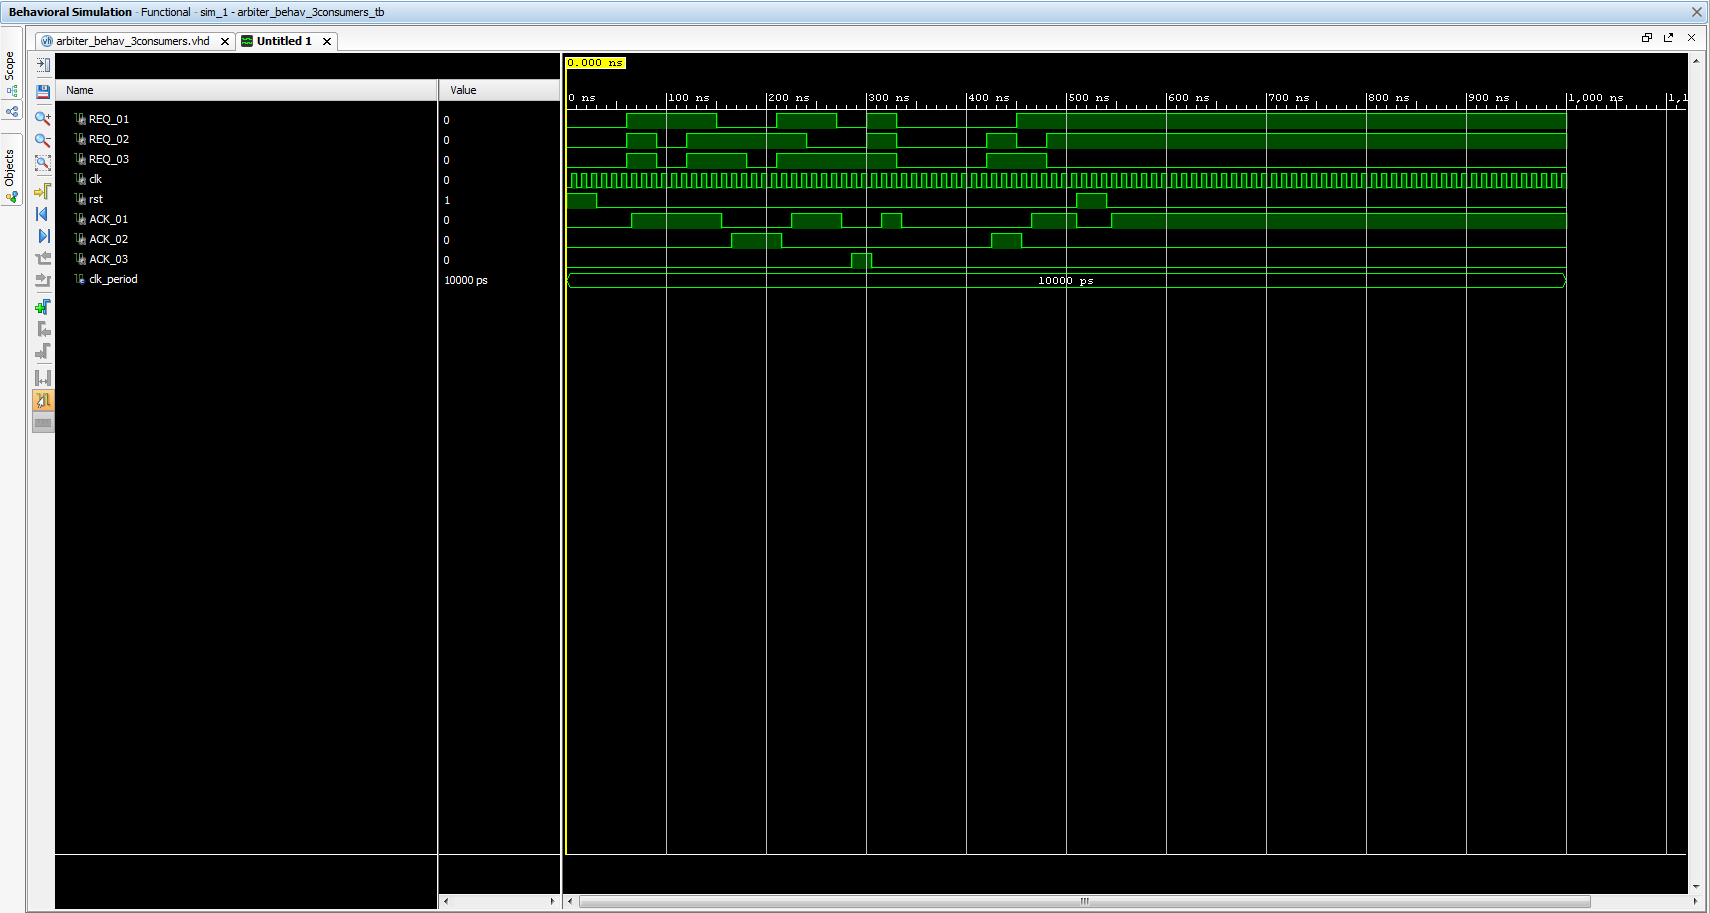 Behavioral Simulation - Functional - sim_1 - arbiter_behav_3consumers_tb
Scope
Objects
arbiter_behav_3consumers.vhd
Untitled 1
Name Value
0.000 ns
0 ns 100 ns 200 ns 300 ns 400 ns 500 ns 600 ns 700 ns 800 ns 900 ns 1,000 ns 1,1
REQ_01 0
REQ_02 0
REQ_03 0
clk 0
rst 1
ACK_01 0
ACK_02 0
ACK_03 0
clk_period 10000 ps 10000 ps